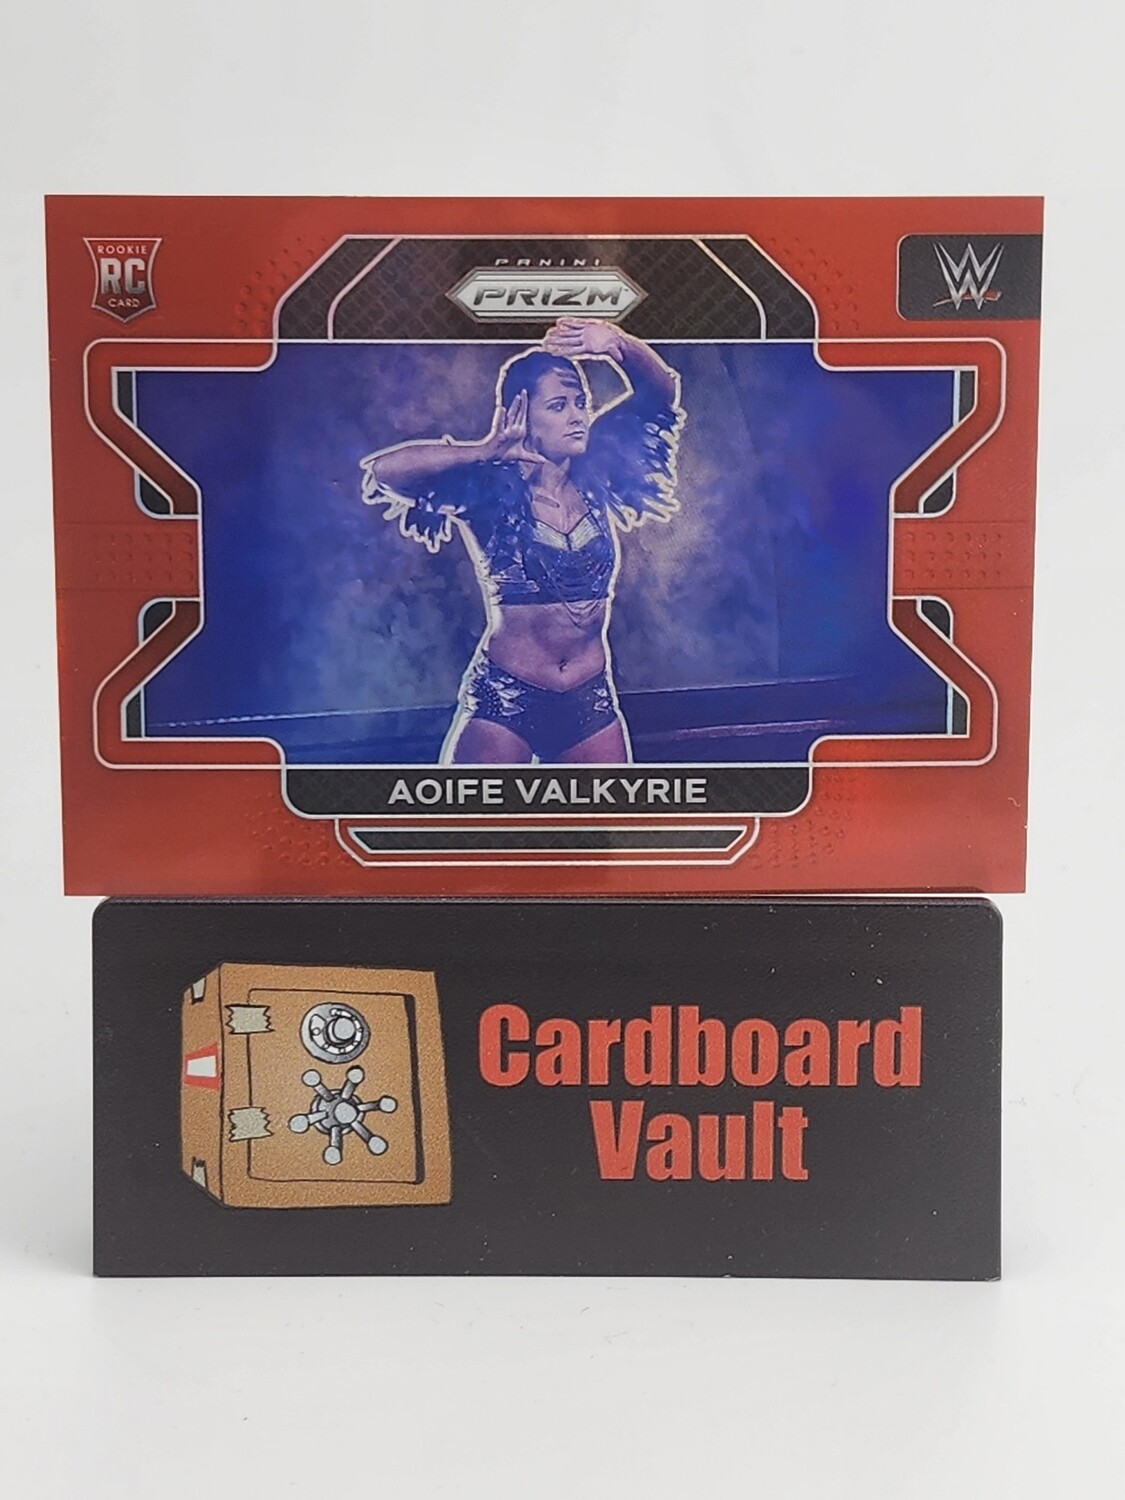 ROOKIE
RC
CARD
PANINI
PRIZM
W
AOIFE VALKYRIE
Cardboard
Vault